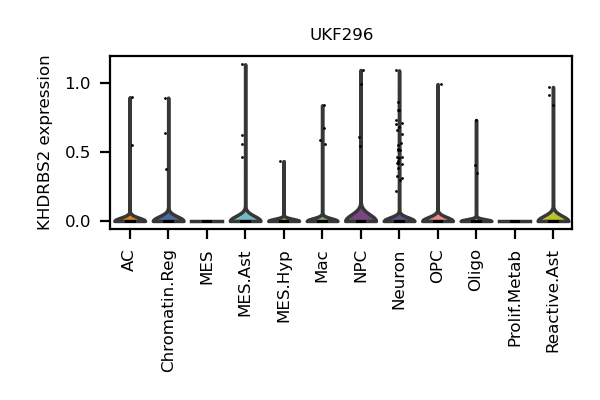 UKF296
KHDRBS2 expression
1.0
0.5
0.0
AC
Chromatin.Reg
MES
MES.Ast
MES.Hyp
Mac
NPC
Neuron
OPC
Oligo
Prolif.Metab
Reactive.Ast